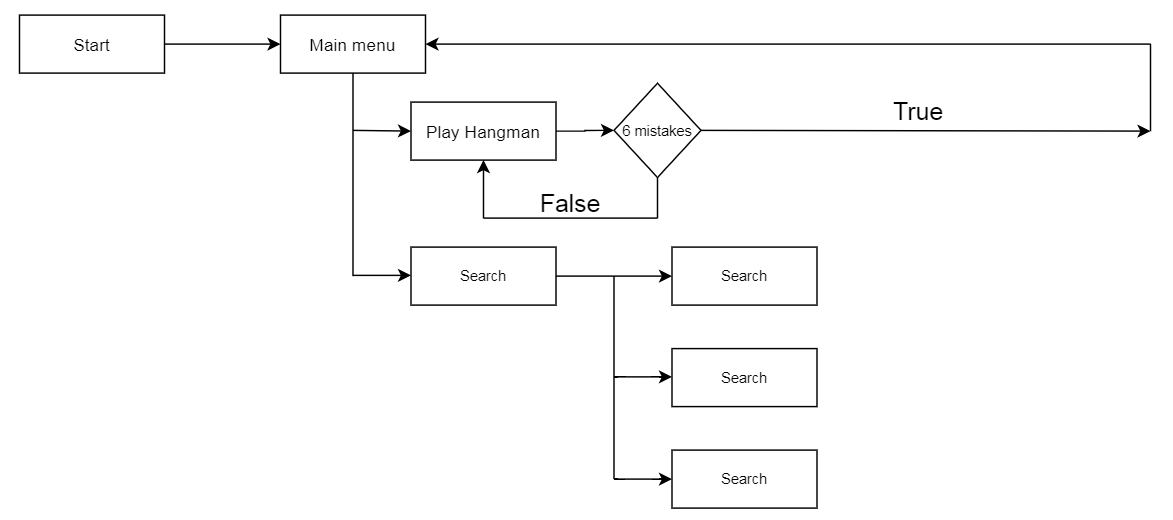 Start
Main menu
Play Hangman
6 mistakes
True
False
Search
Search
Search
Search